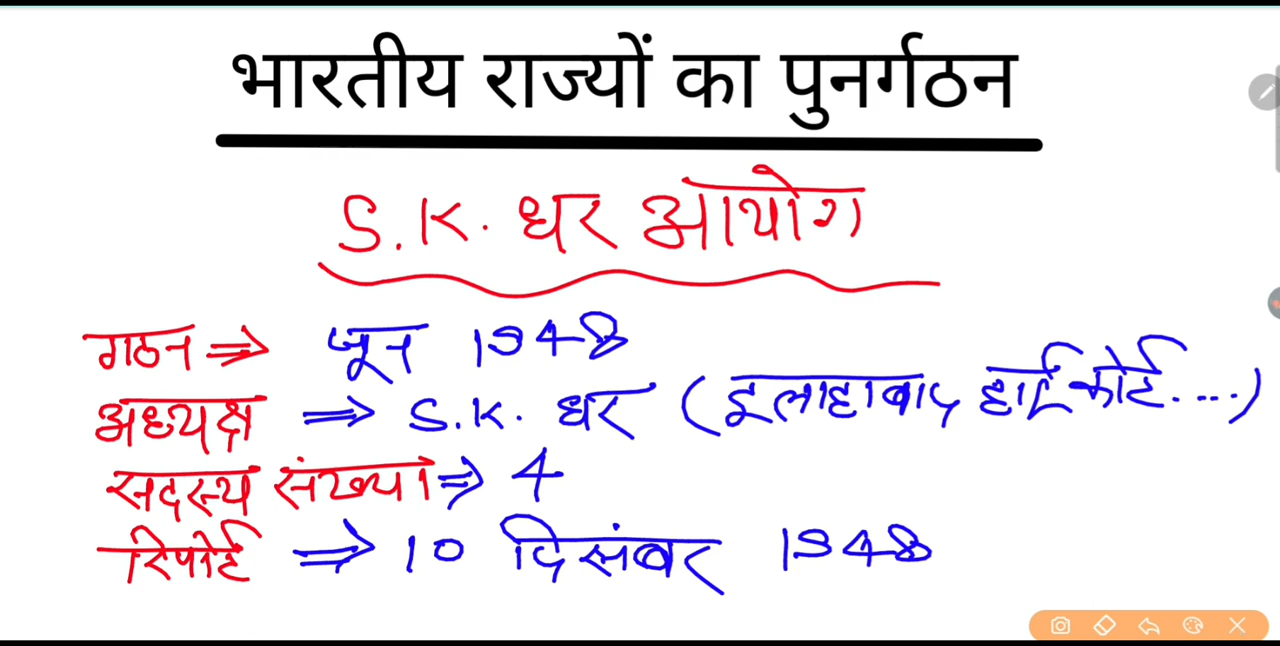 भारतीय राज्यों का पुनर्गठन
S.K. धर आयोग
गठन ⇒ जून 1948
अध्यक्ष ⇒ S.K. धर (इलाहाबाद हाईकोर्ट....)
सदस्य संख्या ⇒ 4
रिपोर्ट ⇒ 10 दिसंबर 1948